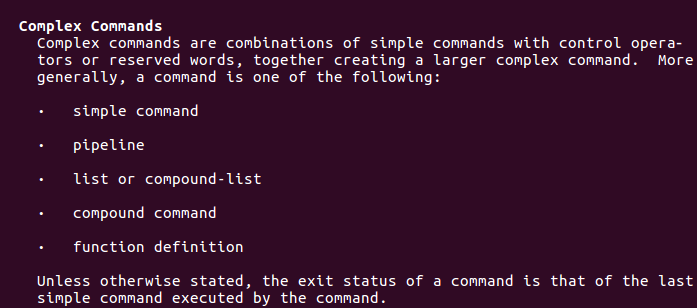 Complex Commands
Complex commands are combinations of simple commands with control opera-
tors or reserved words, together creating a larger complex command.  More
generally, a command is one of the following:
•   simple command
•   pipeline
•   list or compound-list
•   compound command
•   function definition
Unless otherwise stated, the exit status of a command is that of the last
simple command executed by the command.